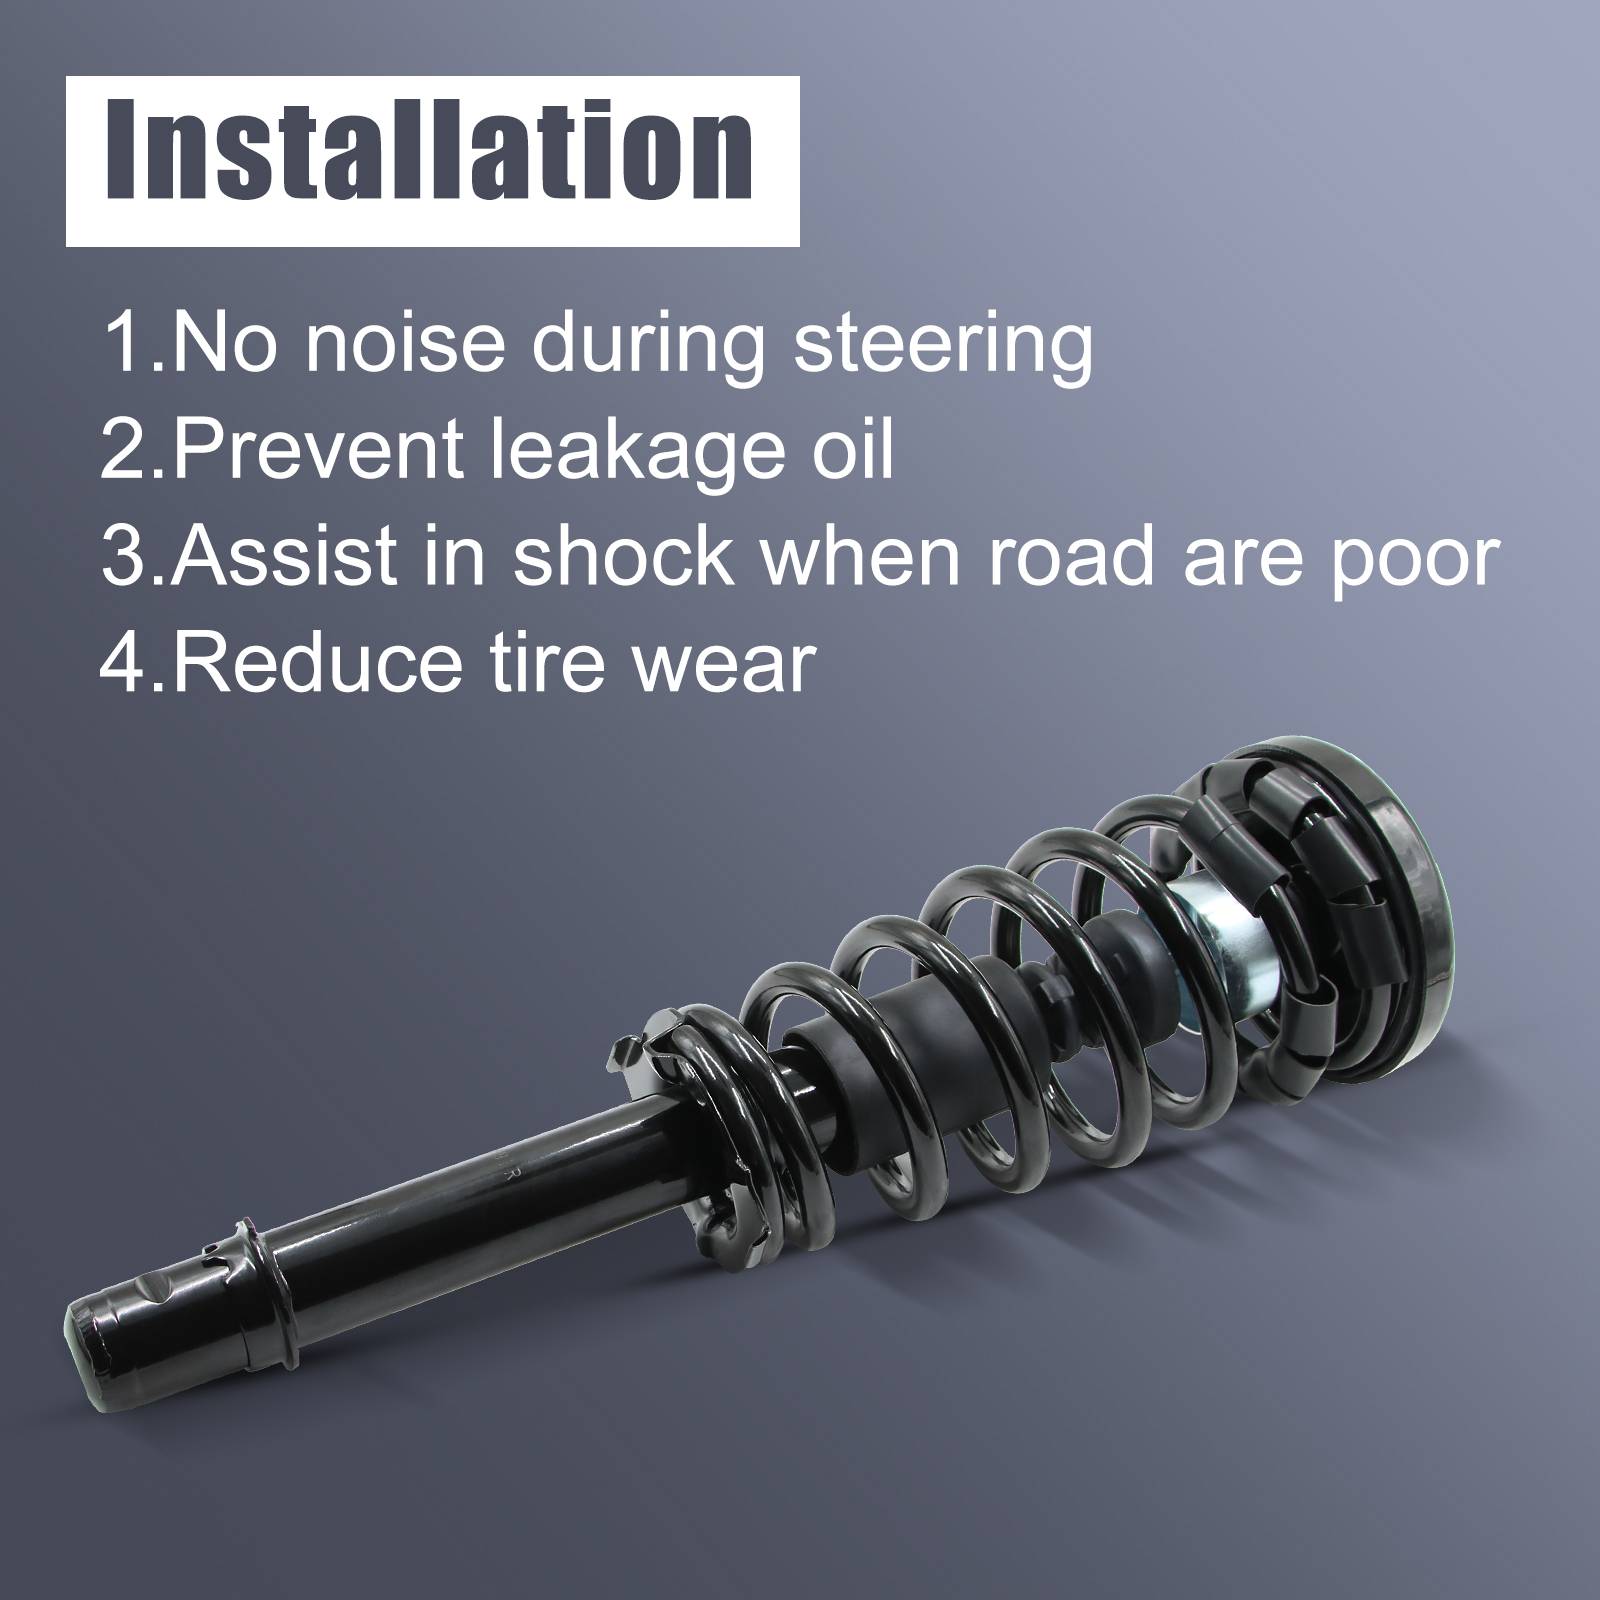 Installation
1.No noise during steering
2.Prevent leakage oil
3.Assist in shock when road are poor
4.Reduce tire wear